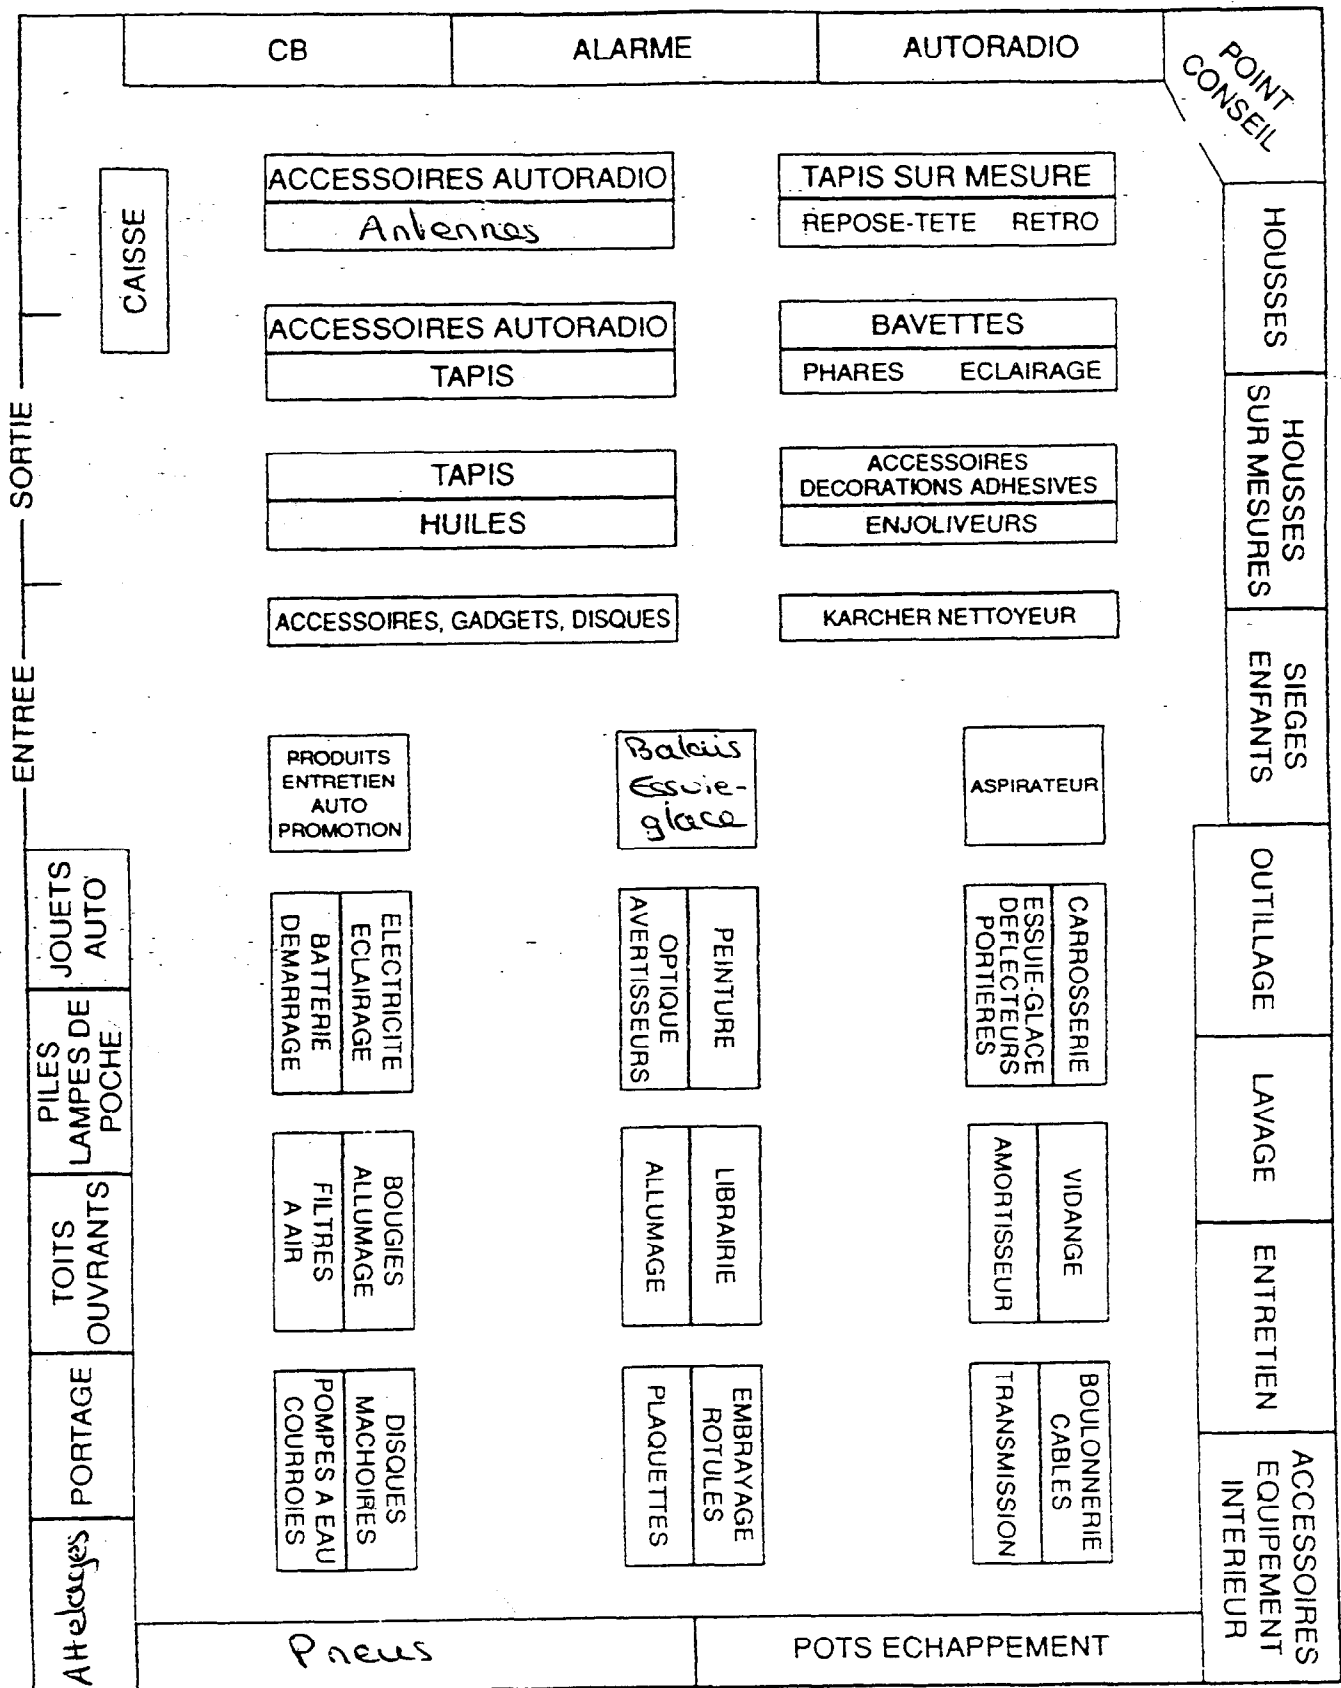 CB
ALARME
AUTORADIO
POINT
CONSEIL
CAISSE
ACCESSOIRES AUTORADIO
Antennes
TAPIS SUR MESURE
REPOSE-TETE RETRO
ACCESSOIRES AUTORADIO
TAPIS
BAVETTES
PHARES ECLAIRAGE
TAPIS
HUILES
ACCESSOIRES
DECORATIONS ADHESIVES
ENJOLIVEURS
ACCESSOIRES, GADGETS, DISQUES
KARCHER NETTOYEUR
SORTIE
ENTREE
HOUSSES
HOUSSES
SUR MESURES
SIEGES
ENFANTS
PRODUITS
ENTRETIEN
AUTO
PROMOTION
Balais
Essuie-
glace
ASPIRATEUR
JOUETS
AUTO
PILES
LAMPES DE
POCHE
TOITS
OUVRANTS
PORTAGE
Attelages
ELECTRICITE
ECLAIRAGE
BATTERIE
DEMARRAGE
PEINTURE
OPTIQUE
AVERTISSEURS
CARROSSERIE
ESSUIE-GLACE
DEFLECTEURS
PORTIERES
BOUGIES
ALLUMAGE
FILTRES
A AIR
LIBRAIRIE
ALLUMAGE
VIDANGE
AMORTISSEUR
DISQUES
MACHOIRES
POMPES A EAU
COURROIES
EMBRAYAGE
ROTULES
PLAQUETTES
BOULONNERIE
CABLES
TRANSMISSION
OUTILLAGE
LAVAGE
ENTRETIEN
ACCESSOIRES
EQUIPEMENT
INTERIEUR
Pneus
POTS ECHAPPEMENT